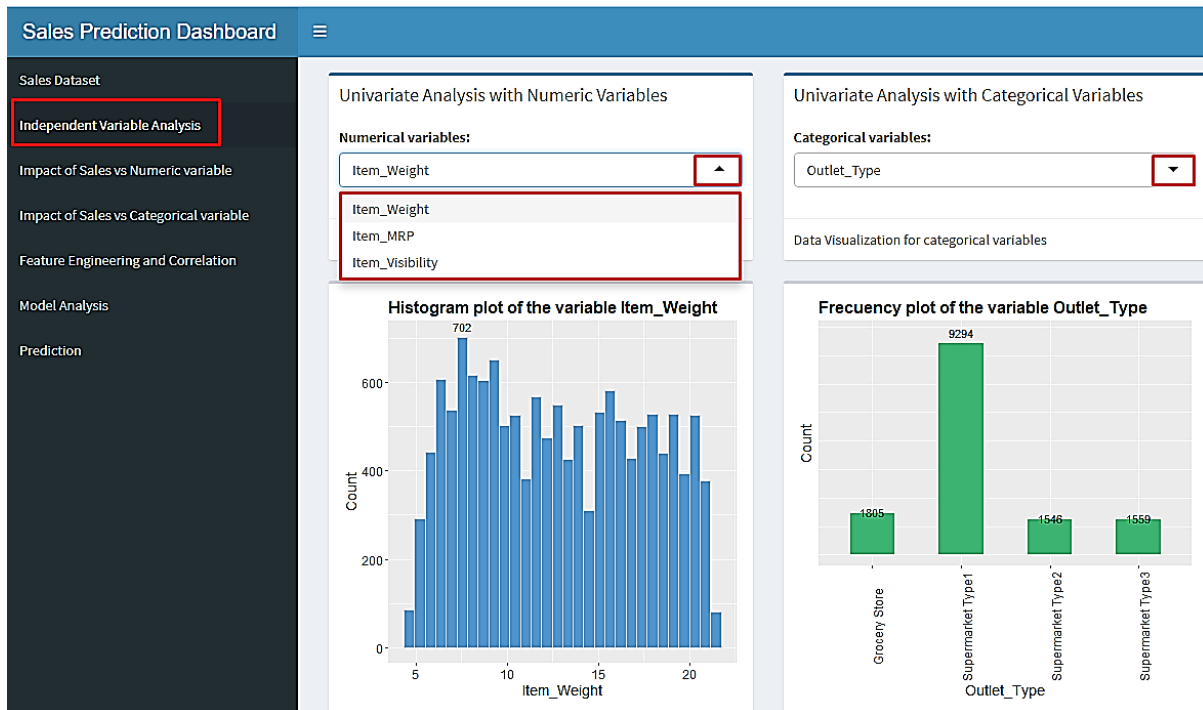 Sales Prediction Dashboard
Sales Dataset
Independent Variable Analysis
Impact of Sales vs Numeric variable
Impact of Sales vs Categorical variable
Feature Engineering and Correlation
Model Analysis
Prediction
Univariate Analysis with Numeric Variables
Numerical variables:
Item_Weight
Item_Weight
Item_MRP
Item_Visibility
Histogram plot of the variable Item_Weight
702
600
400
200
0
Count
5 10 15 20
Item_Weight
Univariate Analysis with Categorical Variables
Categorical variables:
Outlet_Type
Data Visualization for categorical variables
Frecuency plot of the variable Outlet_Type
9294
1805
1546
1559
Count
Grocery Store
Supermarket Type1
Supermarket Type2
Supermarket Type3
Outlet_Type